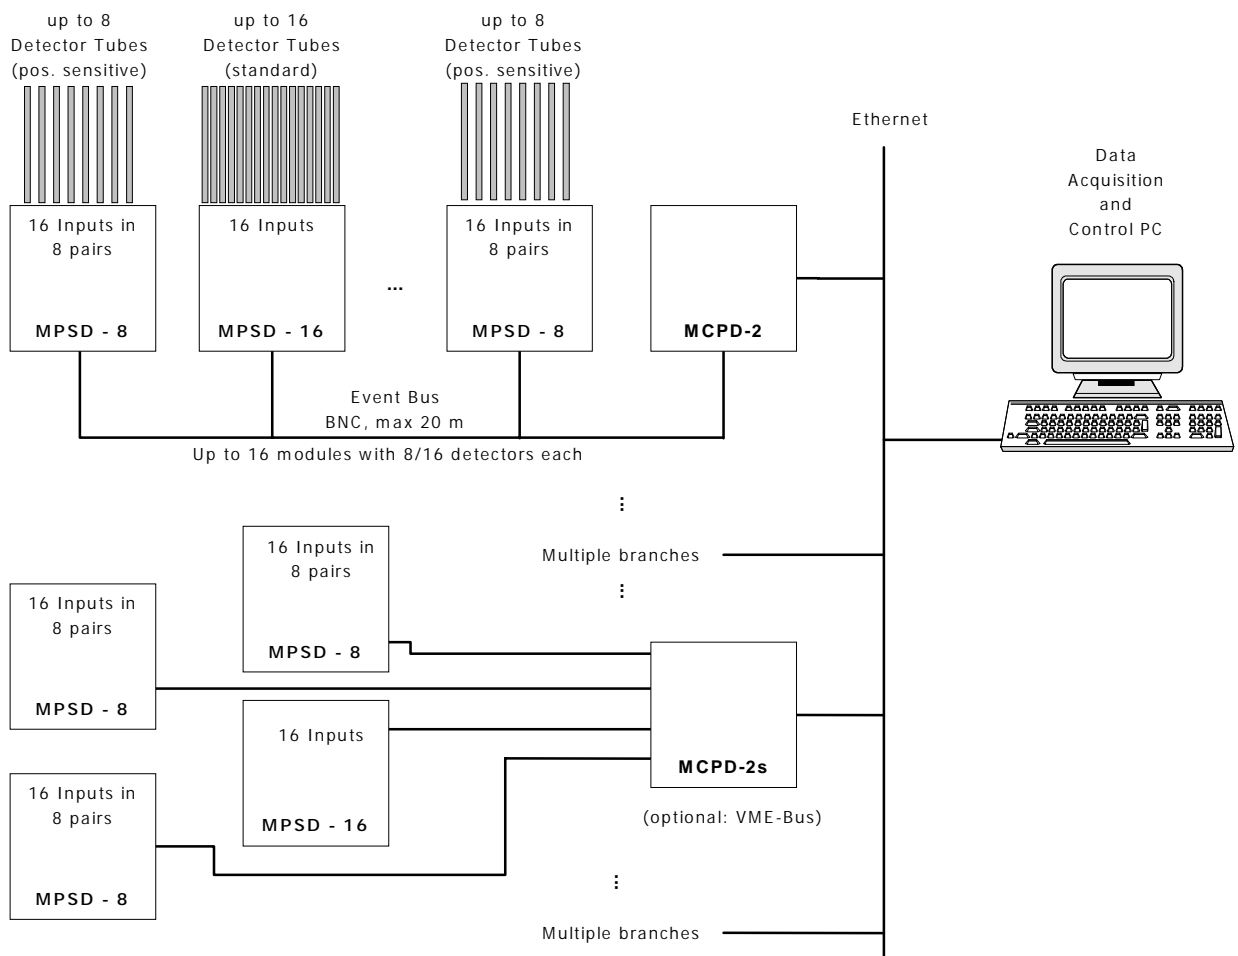 up to 8
Detector Tubes
(pos. sensitive)
up to 16
Detector Tubes
(standard)
up to 8
Detector Tubes
(pos. sensitive)
Ethernet
Data
Acquisition
and
Control PC
16 Inputs in
8 pairs
MPSD - 8
16 Inputs
MPSD - 16
...
16 Inputs in
8 pairs
MPSD - 8
MCPD-2
Event Bus
BNC, max 20 m
Up to 16 modules with 8/16 detectors each
...
Multiple branches
...
16 Inputs in
8 pairs
MPSD - 8
16 Inputs in
8 pairs
MPSD - 8
16 Inputs
MPSD - 16
16 Inputs in
8 pairs
MPSD - 8
MCPD-2s
(optional: VME-Bus)
...
Multiple branches